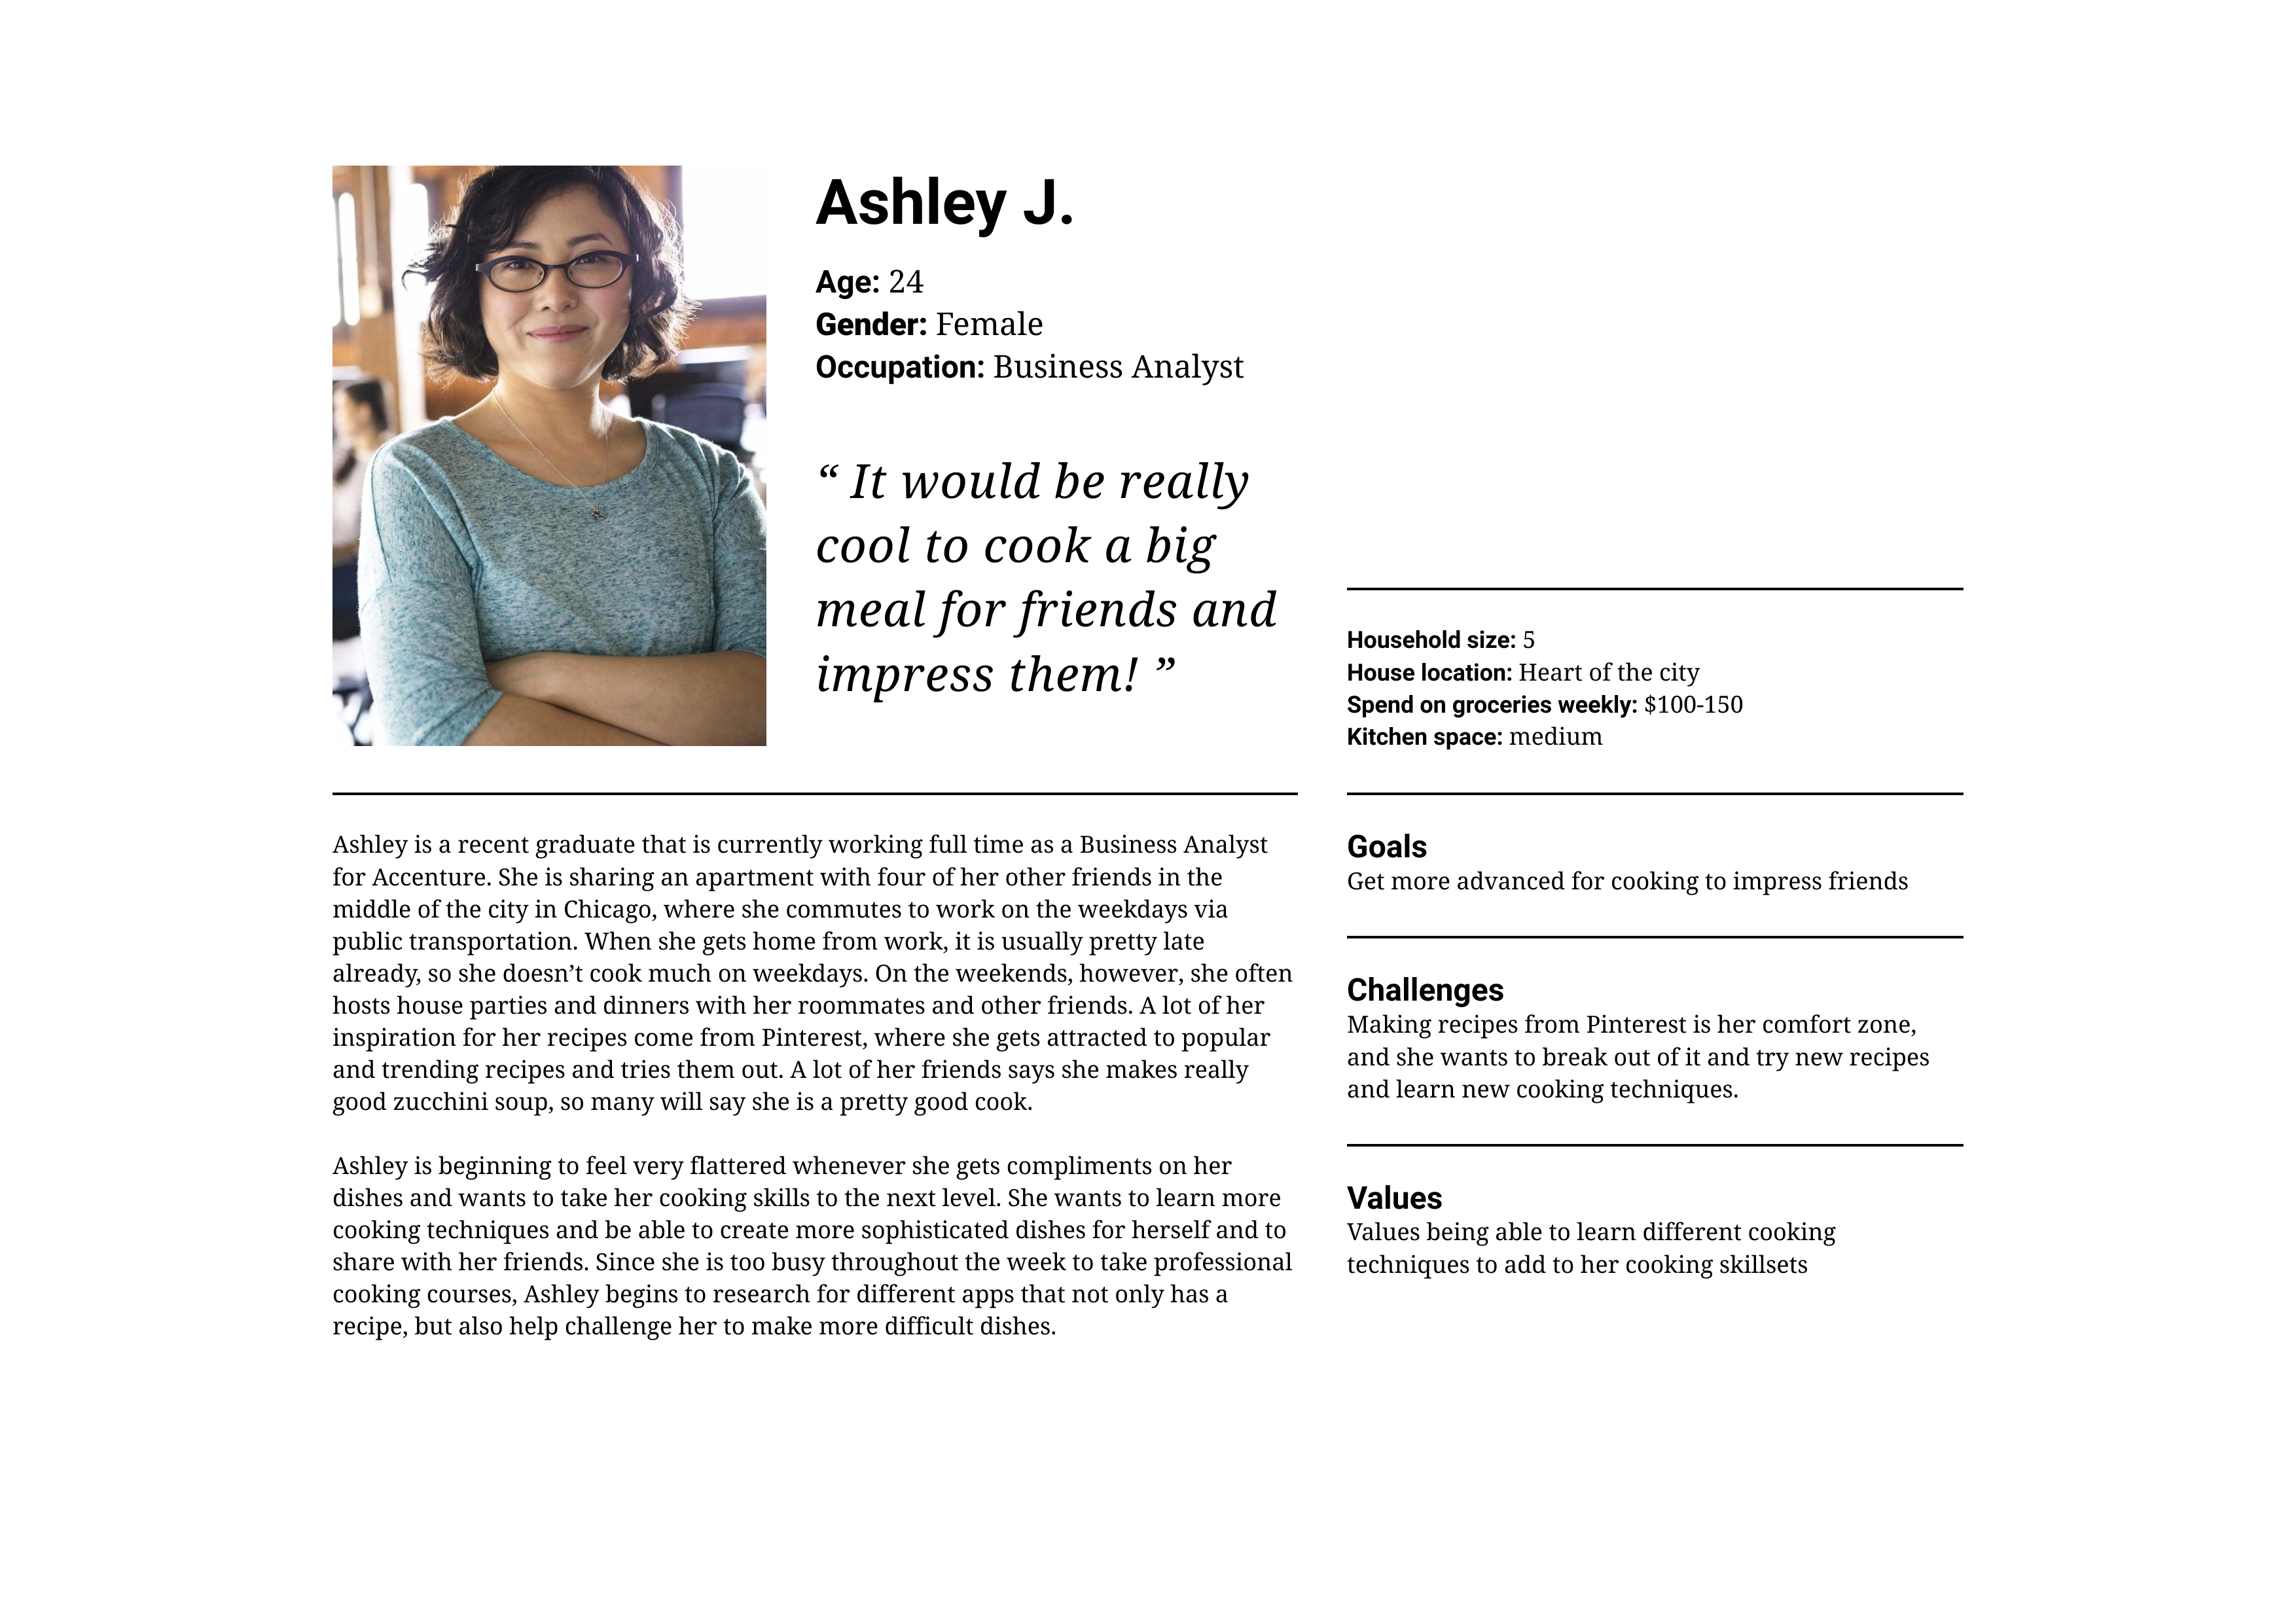 Ashley J.
Age: 24
Gender: Female
Occupation: Business Analyst
“ It would be really
cool to cook a big
meal for friends and
impress them! ”
Household size: 5
House location: Heart of the city
Spend on groceries weekly: $100-150
Kitchen space: medium
Ashley is a recent graduate that is currently working full time as a Business Analyst
for Accenture. She is sharing an apartment with four of her other friends in the
middle of the city in Chicago, where she commutes to work on the weekdays via
public transportation. When she gets home from work, it is usually pretty late
already, so she doesn’t cook much on weekdays. On the weekends, however, she often
hosts house parties and dinners with her roommates and other friends. A lot of her
inspiration for her recipes come from Pinterest, where she gets attracted to popular
and trending recipes and tries them out. A lot of her friends says she makes really
good zucchini soup, so many will say she is a pretty good cook.
Ashley is beginning to feel very flattered whenever she gets compliments on her
dishes and wants to take her cooking skills to the next level. She wants to learn more
cooking techniques and be able to create more sophisticated dishes for herself and to
share with her friends. Since she is too busy throughout the week to take professional
cooking courses, Ashley begins to research for different apps that not only has a
recipe, but also help challenge her to make more difficult dishes.
Goals
Get more advanced for cooking to impress friends
Challenges
Making recipes from Pinterest is her comfort zone,
and she wants to break out of it and try new recipes
and learn new cooking techniques.
Values
Values being able to learn different cooking
techniques to add to her cooking skillsets